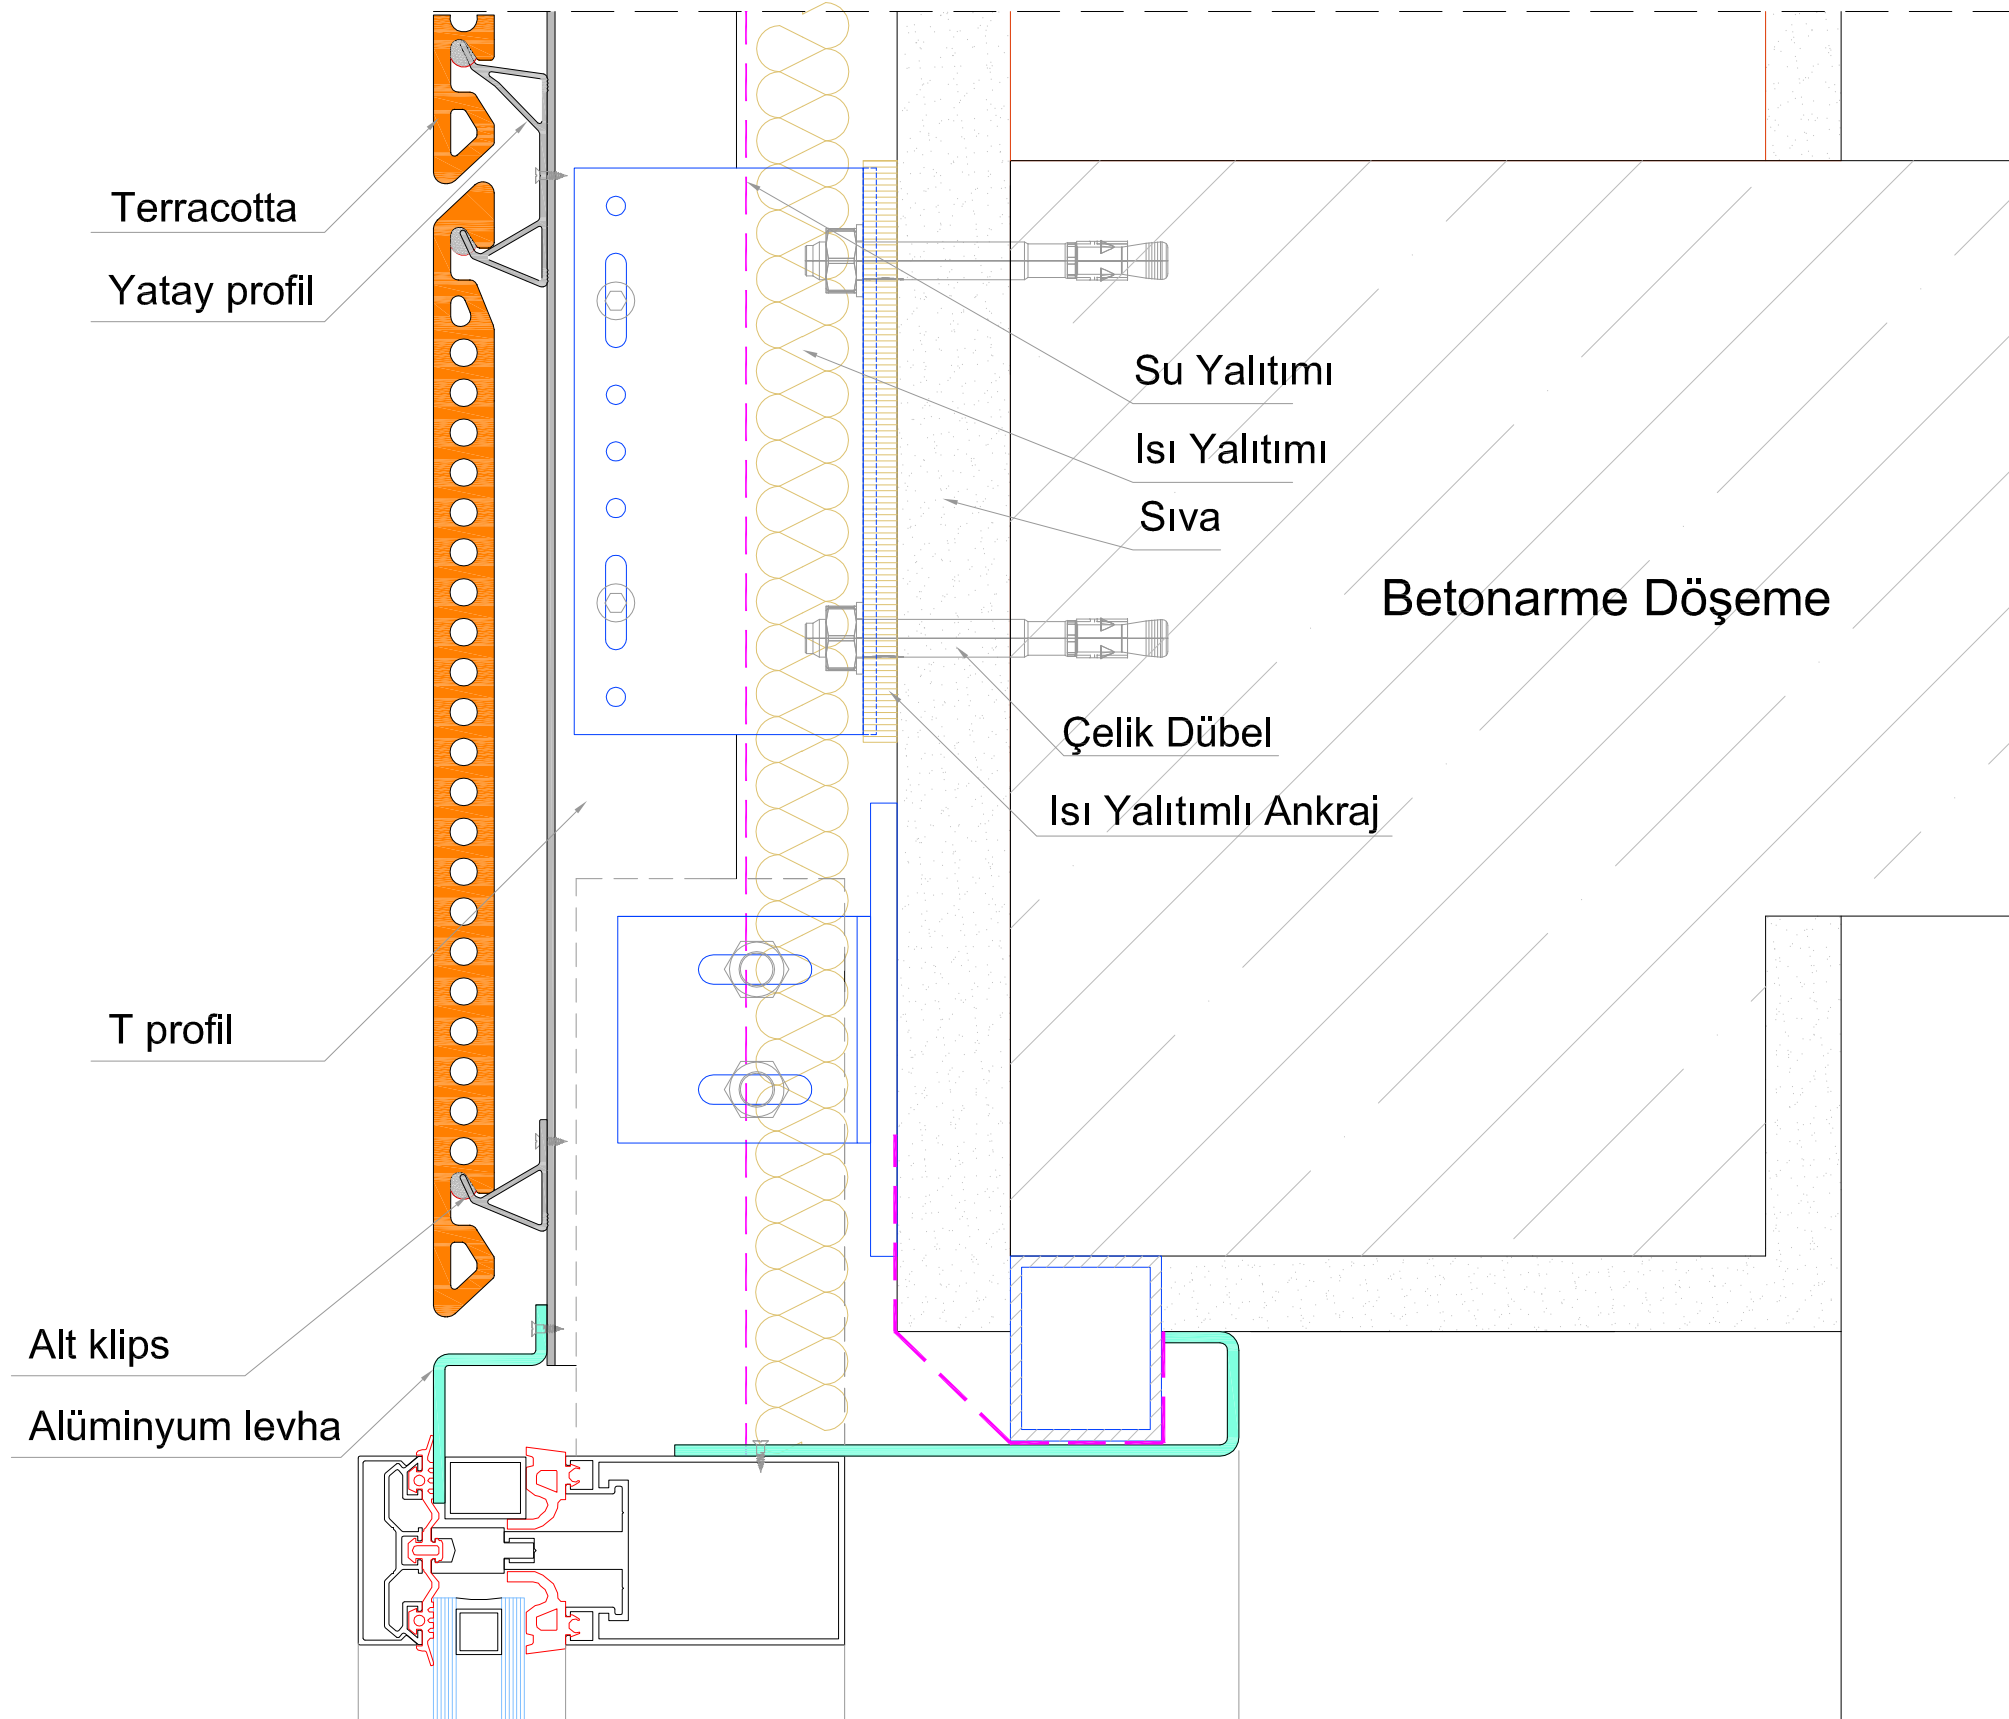 Terracotta
Yatay profil
Su Yalıtımı
Isı Yalıtımı
Sıva
Betonarme Döşeme
Çelik Dübel
Isı Yalıtımlı Ankraj
T profil
Alt klips
Alüminyum levha